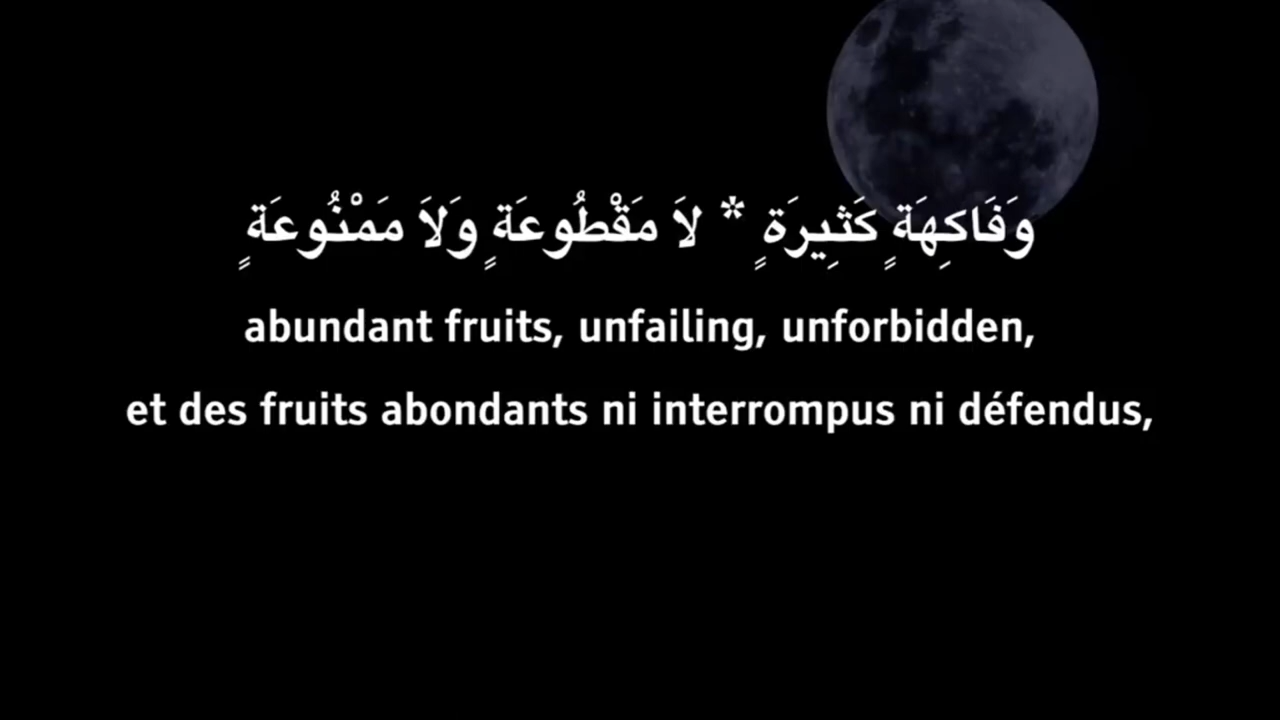 وَفَاكِهَةٍ كَثِيرَةٍ * لاَ مَقْطُوعَةٍ وَلاَ مَمْنُوعَةٍ
abundant fruits, unfailing, unforbidden,
et des fruits abondants ni interrompus ni défendus,